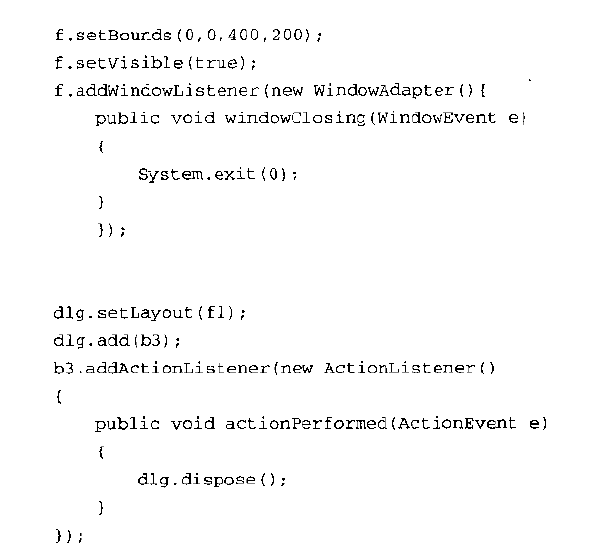 f.setBounds(0,0,400,200);
f.setVisible(true);
f.addWindowListener(new WindowAdapter(){
    public void windowClosing(WindowEvent e)
    {
        System.exit(0);
    }
    });
dlg.setLayout(fl);
dlg.add(b3);
b3.addActionListener(new ActionListener()
{
    public void actionPerformed(ActionEvent e)
    {
        dlg.dispose();
    }
});